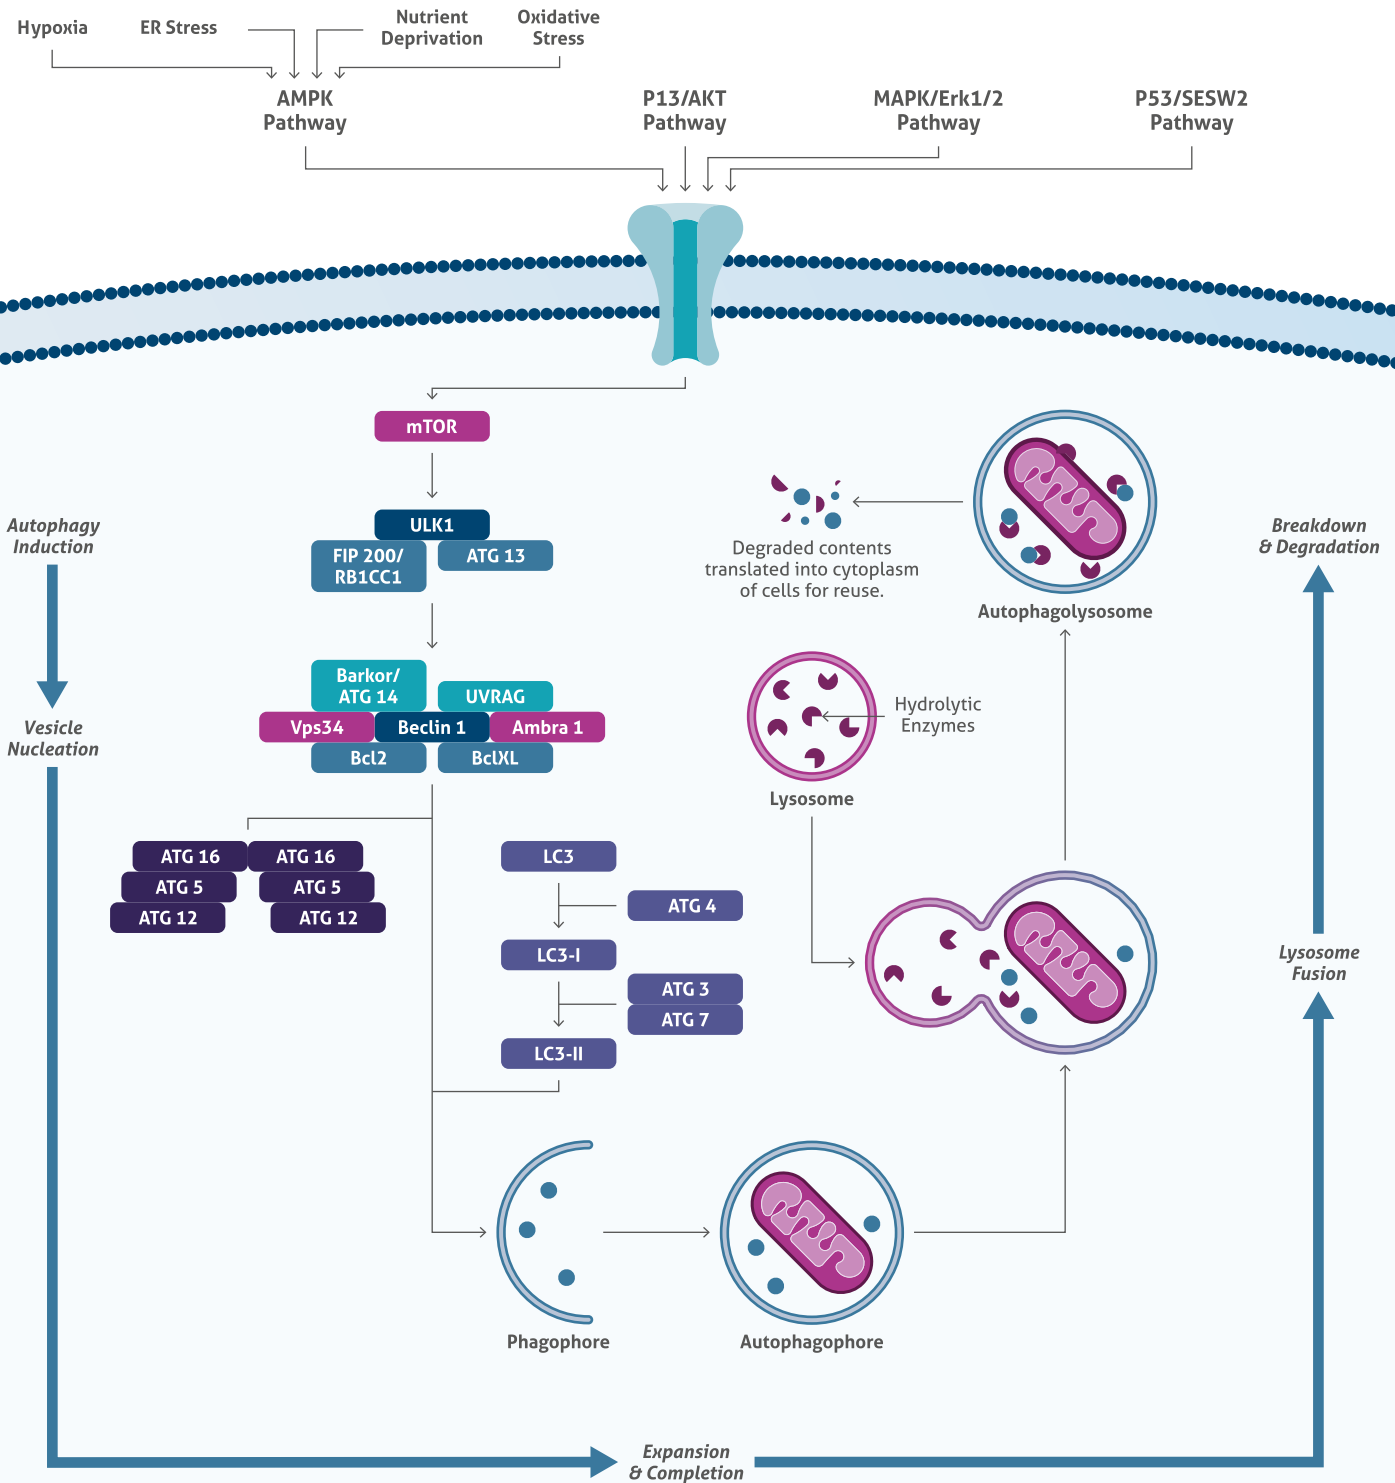 Hypoxia
ER Stress
Nutrient
Deprivation
Oxidative
Stress
AMPK
Pathway
P13/AKT
Pathway
MAPK/Erk1/2
Pathway
P53/SESW2
Pathway
mTOR
ULK1
FIP 200/
RB1CC1
ATG 13
Autophagy
Induction
Vesicle
Nucleation
Barkor/
ATG 14
UVRAG
Vps34
Beclin 1
Ambra 1
Bcl2
BclXL
ATG 16
ATG 16
ATG 5
ATG 5
ATG 12
ATG 12
LC3
ATG 4
LC3-I
ATG 3
ATG 7
LC3-II
Phagophore
Autophagophore
Expansion
& Completion
Lysosome
Hydrolytic
Enzymes
Degraded contents
translated into cytoplasm
of cells for reuse.
Autophagolysosome
Lysosome
Fusion
Breakdown
& Degradation